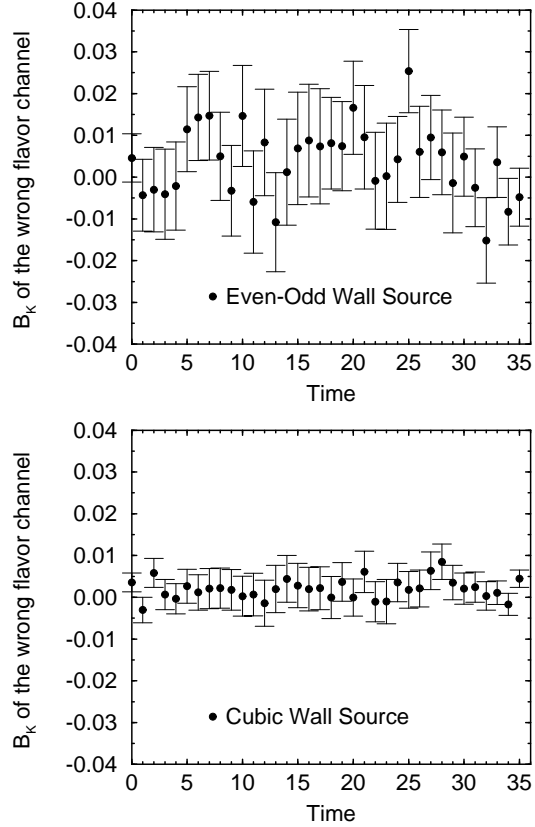 0.04
0.03
0.02
0.01
0.00
-0.01
-0.02
-0.03
-0.04
B_K of the wrong flavor channel
Even-Odd Wall Source
0 5 10 15 20 25 30 35
Time
0.04
0.03
0.02
0.01
0.00
-0.01
-0.02
-0.03
-0.04
B_K of the wrong flavor channel
Cubic Wall Source
0 5 10 15 20 25 30 35
Time